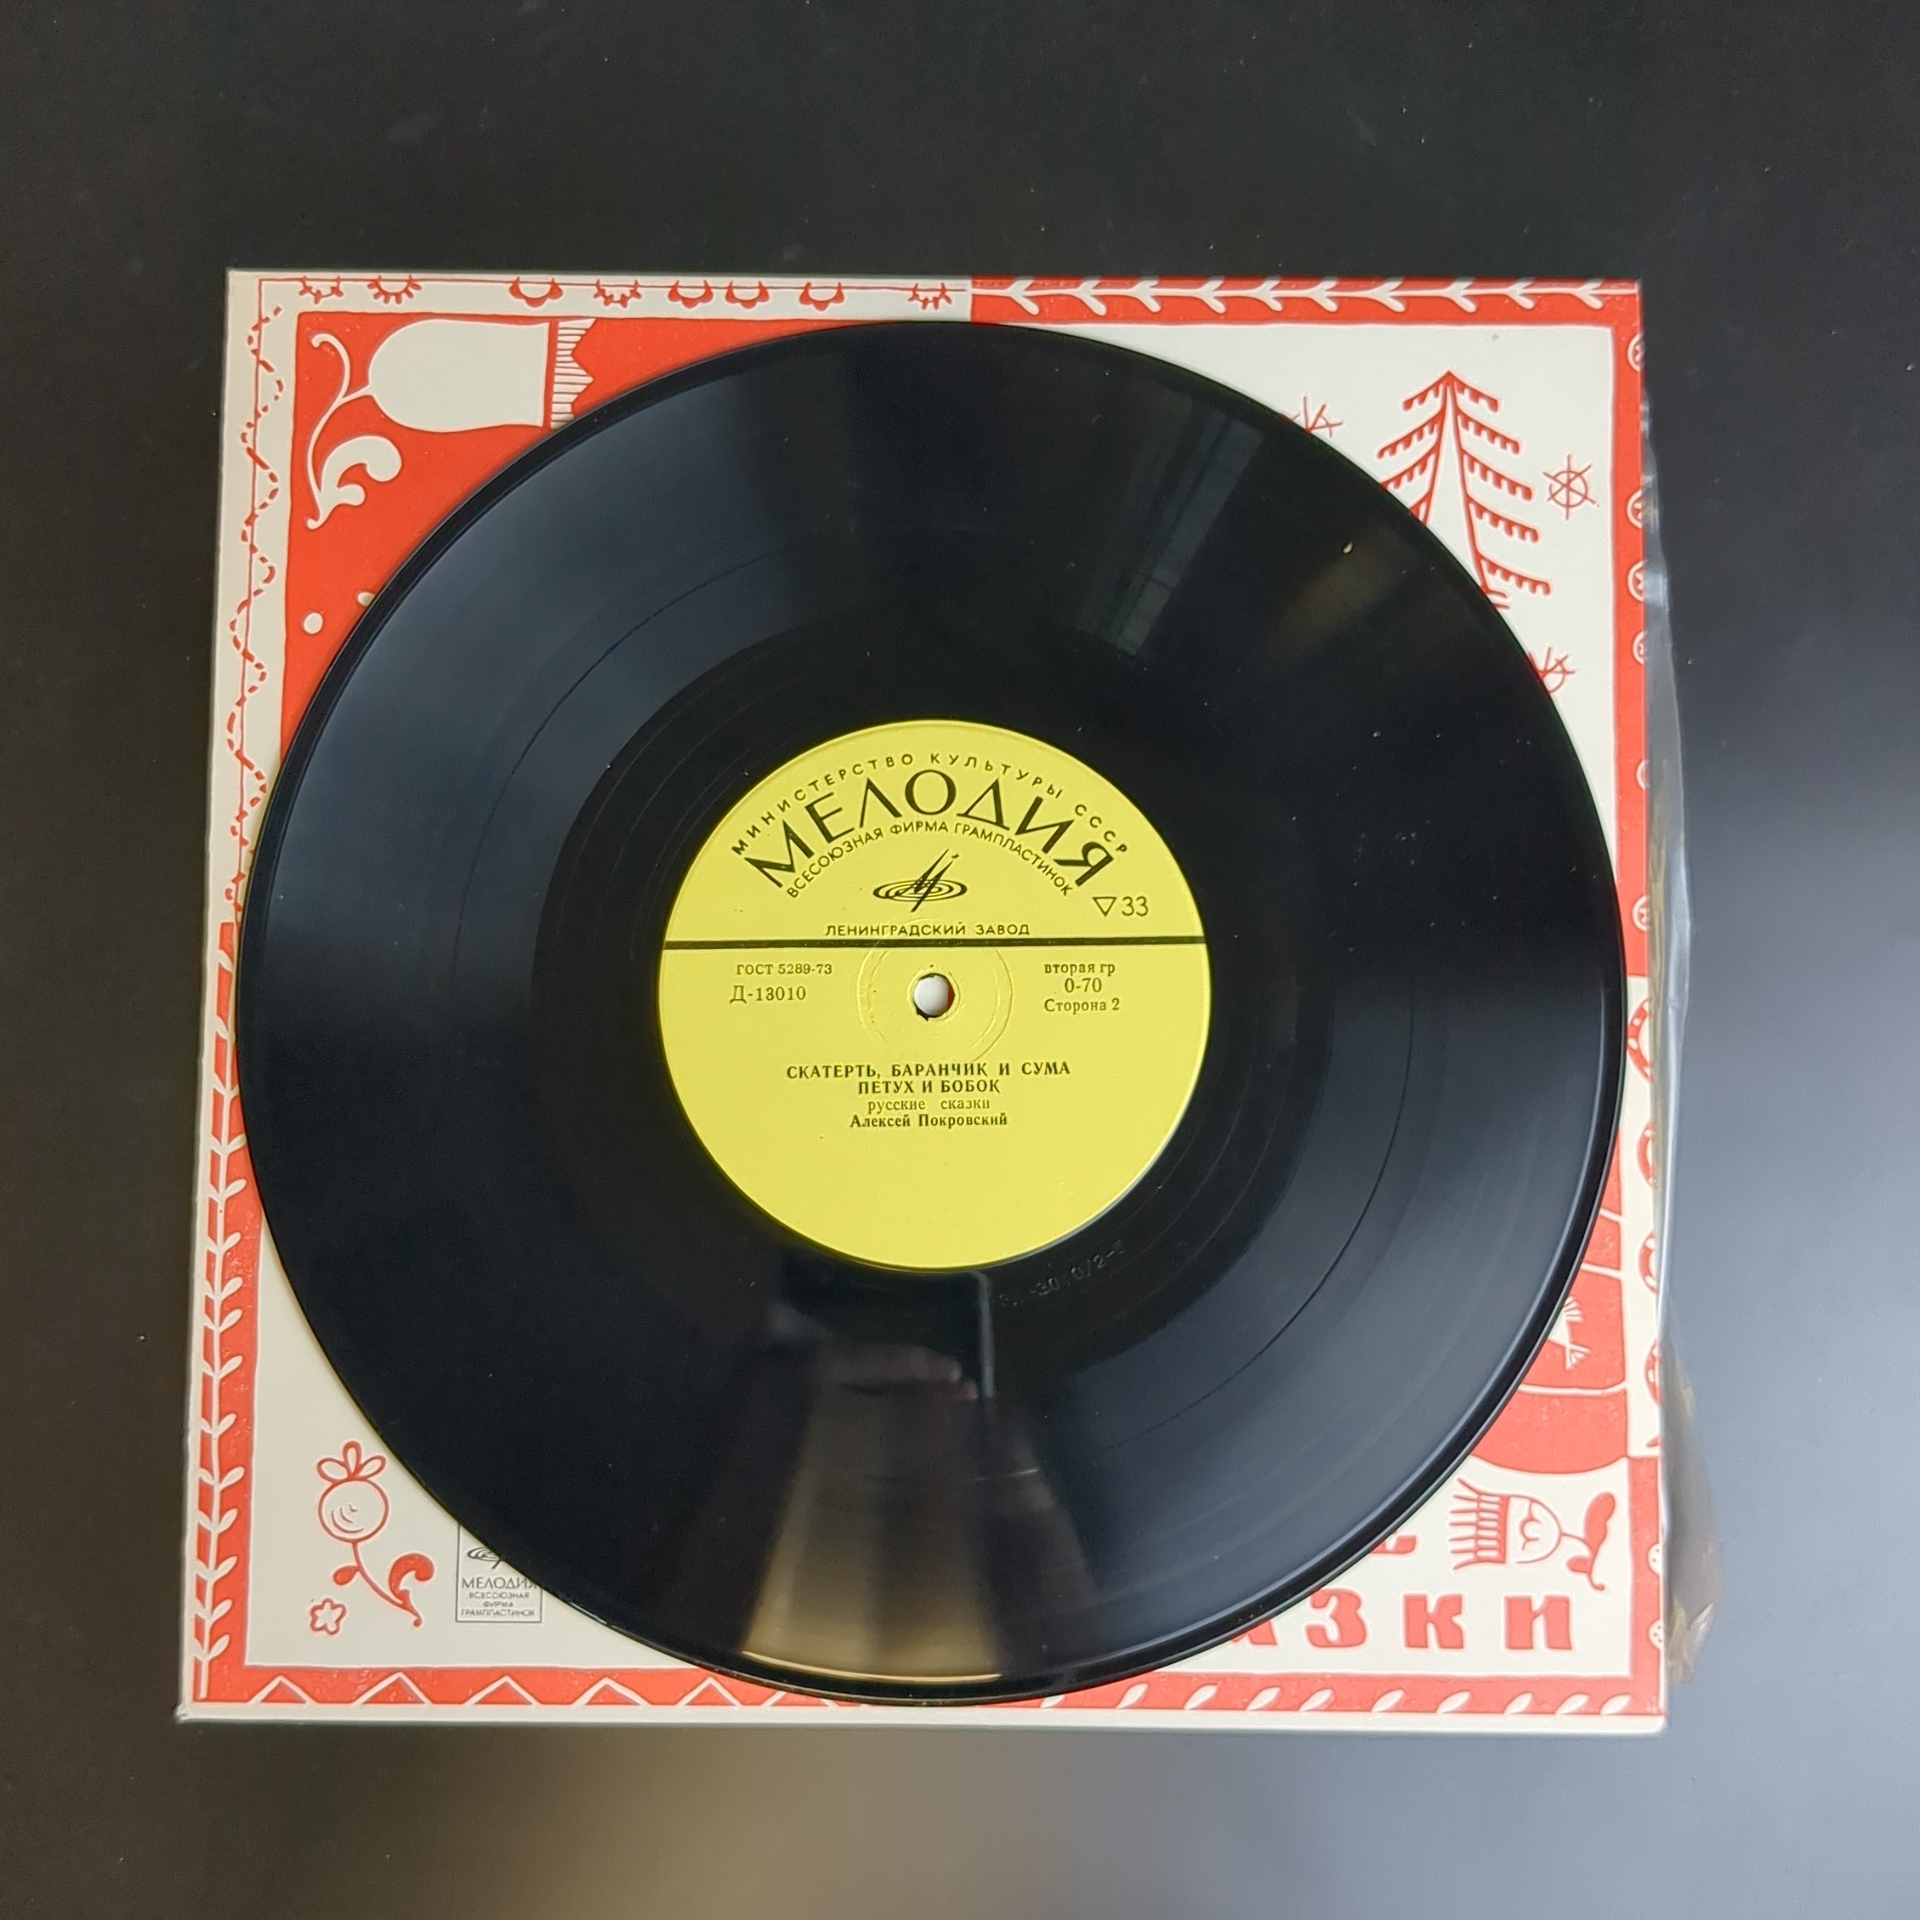 МИНИСТЕРСТВО КУЛЬТУРЫ СССР
МЕЛОДИЯ
ВСЕСОЮЗНАЯ ФИРМА ГРАМПЛАСТИНОК
▽33
ЛЕНИНГРАДСКИЙ ЗАВОД
ГОСТ 5289-73
Д-13010
вторая гр
0-70
Сторона 2
СКАТЕРТЬ, БАРАНЧИК И СУМА
ПЕТУХ И БОБОК
русские сказки
Алексей Покровский
МЕЛОДИЯ
ВСЕСОЮЗНАЯ
ФИРМА
ГРАМПЛАСТИНОК
АЗКИ